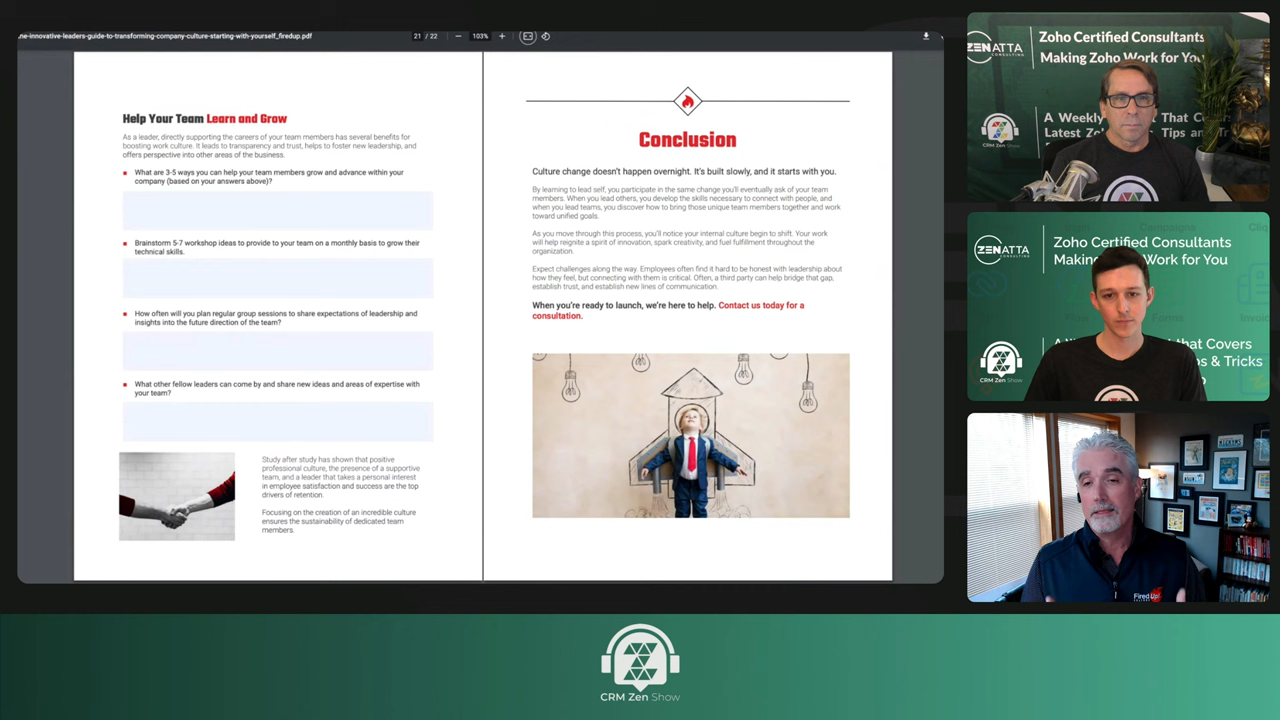 ne-innovative-leaders-guide-to-transforming-company-culture-starting-with-yourself_firedup.pdf
21 / 22
103%
Help Your Team Learn and Grow
As a leader, directly supporting the careers of your team members has several benefits for
boosting work culture. It leads to transparency and trust, helps to foster new leadership, and
offers perspective into other areas of the business.
What are 3-5 ways you can help your team members grow and advance within your
company (based on your answers above)?
Brainstorm 5-7 workshop ideas to provide to your team on a monthly basis to grow their
technical skills.
How often will you plan regular group sessions to share expectations of leadership and
insights into the future direction of the team?
What other fellow leaders can come by and share new ideas and areas of expertise with
your team?
Study after study has shown that positive
professional culture, the presence of a supportive
team, and a leader that takes a personal interest
in employee satisfaction and success are the top
drivers of retention.
Focusing on the creation of an incredible culture
ensures the sustainability of dedicated team
members.
Conclusion
Culture change doesn't happen overnight. It's built slowly, and it starts with you.
By learning to lead self, you participate in the same change you'll eventually ask of your team
members. When you lead others, you develop the skills necessary to connect with people, and
when you lead teams, you discover how to bring those unique team members together and work
toward unified goals.
As you move through this process, you'll notice your internal culture begin to shift. Your work
will help reignite a spirit of innovation, spark creativity, and fuel fulfillment throughout the
organization.
Expect challenges along the way. Employees often find it hard to be honest with leadership about
how they feel, but connecting with them is critical. Often, a third party can help bridge that gap,
establish trust, and establish new lines of communication.
When you're ready to launch, we're here to help. Contact us today for a
consultation.
ZENATTA
CONSULTING
Zoho Certified Consultants
Making Zoho Work for You
CRM Zen Show
A Weekly
That Covers
Latest Zo
Tips and Tr
ZENATTA
CONSULTING
Zoho Certified Consultants
Making Zoho Work for You
Campaigns
Forms
Invoic
CRM Zen Show
A W
t that Covers
ps & Tricks
Fired Up!
CRM Zen Show